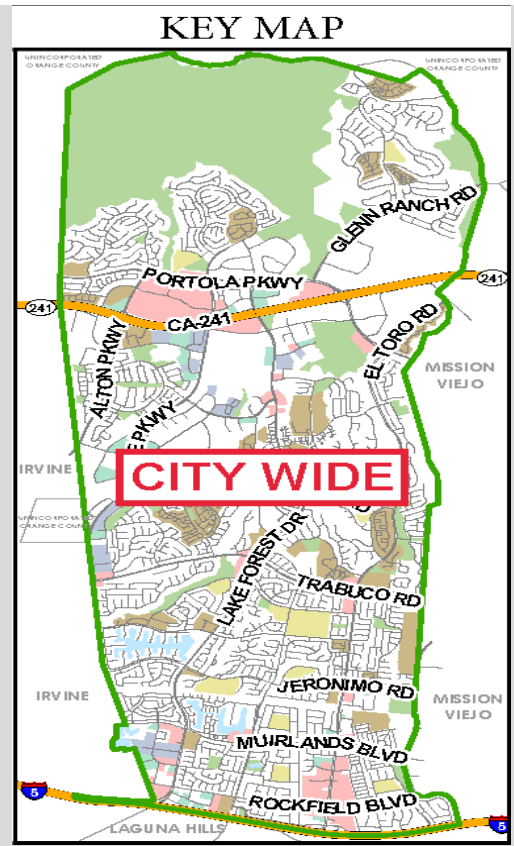 KEY MAP
UNINCORPORATED
ORANGE COUNTY
UNINCORPORATED
ORANGE COUNTY
GLENN RANCH RD
PORTOLA PKWY
241
241
CA-241
EL TORO RD
ALTON PKWY
MISSION
VIEJO
E PKWY
IRVINE
CITY WIDE
UNINCORPORATED
ORANGE COUNTY
LAKE FOREST DR
TRABUCO RD
IRVINE
JERONIMO RD
MISSION
VIEJO
MUIRLANDS BLVD
5
ROCKFIELD BLVD
LAGUNA HILLS
5